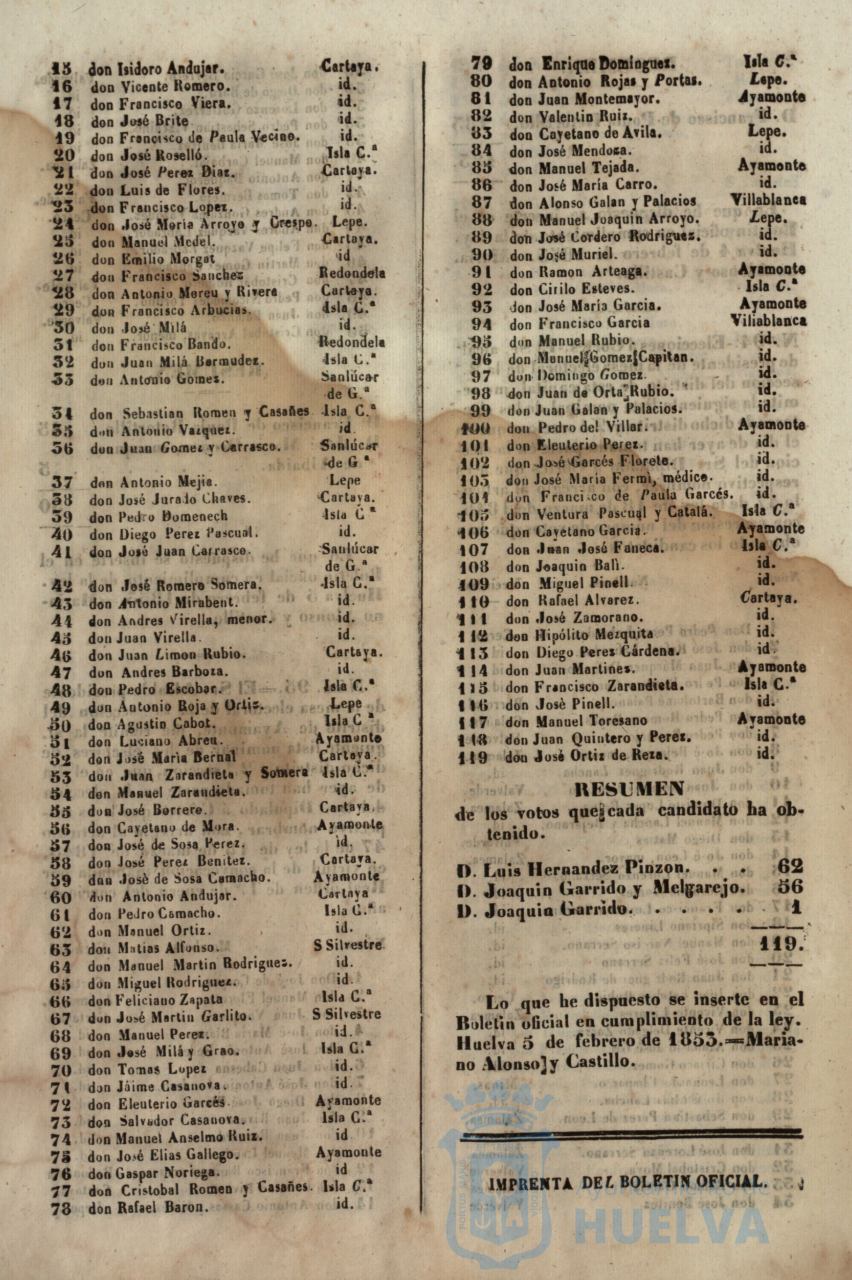 15 don Isidoro Andujar. Cartaya.
16 don Vicente Romero. id.
17 don Francisco Viera. id.
18 don José Brite id.
19 don Francisco de Paula Vecino. id.
20 don José Roselló. Isla C.ª
21 don José Perez Diaz. Cartaya.
22 don Luis de Flores. id.
23 don Francisco Lopez. id.
24 don José Moria Arroyo y Crespo. Lepe.
25 don Manuel Medel. Cartaya.
26 don Emilio Morgat id
27 don Francisco Sanchez Redondela
28 don Antonio Mereu y Rivera Cartaya.
29 don Francisco Arbucias. Isla C.ª
30 don José Milá id.
31 don Francisco Bando. Redondela
32 don Juan Milá Bermudez. Isla C.ª
33 don Antonio Gomez. Sanlúcar
de G.ª
34 don Sebastian Romen y Casañes Isla C.ª
35 don Antonio Vazquez. id
36 don Juan Gomez y Carrasco. Sanlúcar
de G ª
37 don Antonio Mejia. Lepe
38 don José Jurado Chaves. Cartaya.
39 don Pedro Domenech Isla C ª
40 don Diego Perez Pascual. id.
41 don José Juan Carrasco. Sanlúcar
de G.ª
42 don José Romero Somera. Isla C.ª
43 don Antonio Mirabent. id.
44 don Andres Virella, menor. id.
45 don Juan Virella. id.
46 don Juan Limon Rubio. Cartaya.
47 don Andres Barboza. id.
48 don Pedro Escobar. Isla C.ª
49 don Antonio Roja y Ortiz. Lepe
50 don Agustin Cabot. Isla C ª
51 don Luciano Abreu. Ayamonte
52 don José Maria Bernal Cartaya.
53 don Juan Zarandieta y Somera Isla C.ª
54 don Manuel Zarandieta. id.
55 don José Borrero. Cartaya.
56 don Cayetano de Mora. Ayamonte
57 don José de Sosa Perez. id.
58 don José Perez Benitez. Cartaya.
59 don Josè de Sosa Camacho. Ayamonte
60 don Antonio Andujar. Cartaya
61 don Pedro Camacho. Isla C.ª
62 don Manuel Ortiz. id.
63 don Matias Alfonso. S Silvestre
64 don Manuel Martin Rodriguez. id.
65 don Miguel Rodriguez. id.
66 don Feliciano Zapata Isla C.ª
67 don José Martin Garlito. S Silvestre
68 don Manuel Perez. id.
69 don José Milá y Grao. Isla C.ª
70 don Tomas Lopez id.
71 don Jáime Casanova. id
72 don Eleuterio Garcés Ayamonte
73 don Salvador Casanova. Isla C.ª
74 don Manuel Anselmo Ruiz. id
75 don José Elias Gallego. Ayamonte
76 don Gaspar Noriega. id
77 don Cristobal Romen y Casañes. Isla C.ª
78 don Rafael Baron. id.
79 don Enrique Dominguez. Isla C.ª
80 don Antonio Rojas y Portas. Lepe.
81 don Juan Montemayor. Ayamonte
82 don Valentin Ruiz. id.
83 don Cayetano de Avila. Lepe.
84 don José Mendoza. id.
85 don Manuel Tejada. Ayamonte
86 don José María Carro. id.
87 don Alonso Galan y Palacios Villablanca
88 don Manuel Joaquin Arroyo. Lepe.
89 don José Cordero Rodriguez. id.
90 don José Muriel. id.
91 don Ramon Arteaga. Ayamonte
92 don Cirilo Esteves. Isla C.ª
93 don José María Garcia. Ayamonte
94 don Francisco Garcia Villablanca
95 don Manuel Rubio. id.
96 don Manuel Gomez Capitan. id.
97 don Domingo Gomez. id.
98 don Juan de Orta Rubio. id.
99 don Juan Galan y Palacios. id.
100 don Pedro del Villar. Ayamonte
101 don Eleuterio Perez. id.
102 don José Garcés Florete. id.
103 don José Maria Fermì, médico. id.
104 don Francisco de Paula Garcés. id.
105 don Ventura Pascual y Catalá. Isla C.ª
106 don Cayetano Garcia. Ayamonte
107 don Juan José Faneca. Isla C.ª
108 don Joaquin Balì. id.
109 don Miguel Pinell. id.
110 don Rafael Alvarez. Cartaya.
111 don José Zamorano. id.
112 don Hipólito Mezquita id.
113 don Diego Perez Cárdena. id.
114 don Juan Martinez. Ayamonte
115 don Francisco Zarandieta. Isla C.ª
116 don Josè Pinell. id.
117 don Manuel Toresano Ayamonte
118 don Juan Quintero y Perez. id.
119 don José Ortiz de Reza. id.
RESUMEN
de los votos que cada candidato ha ob-
tenido.
D. Luis Hernandez Pinzon. . . 62
D. Joaquin Garrido y Melgarejo. 56
D. Joaquin Garrido. . . . . 1
119.
Lo que he dispuesto se inserte en el
Boletin oficial en cumplimiento de la ley.
Huelva 5 de febrero de 1853.=Maria-
no Alonso y Castillo.
IMPRENTA DEL BOLETIN OFICIAL.
HUELVA